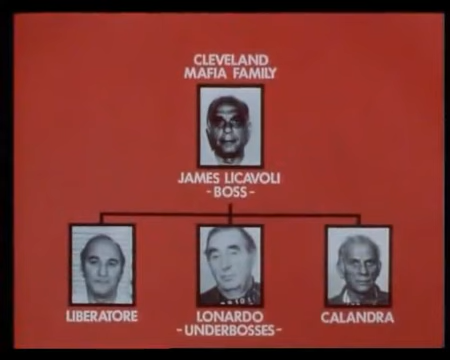 CLEVELAND
MAFIA FAMILY
JAMES LICAVOLI
-BOSS-
LIBERATORE
LONARDO
-UNDERBOSSES-
CALANDRA